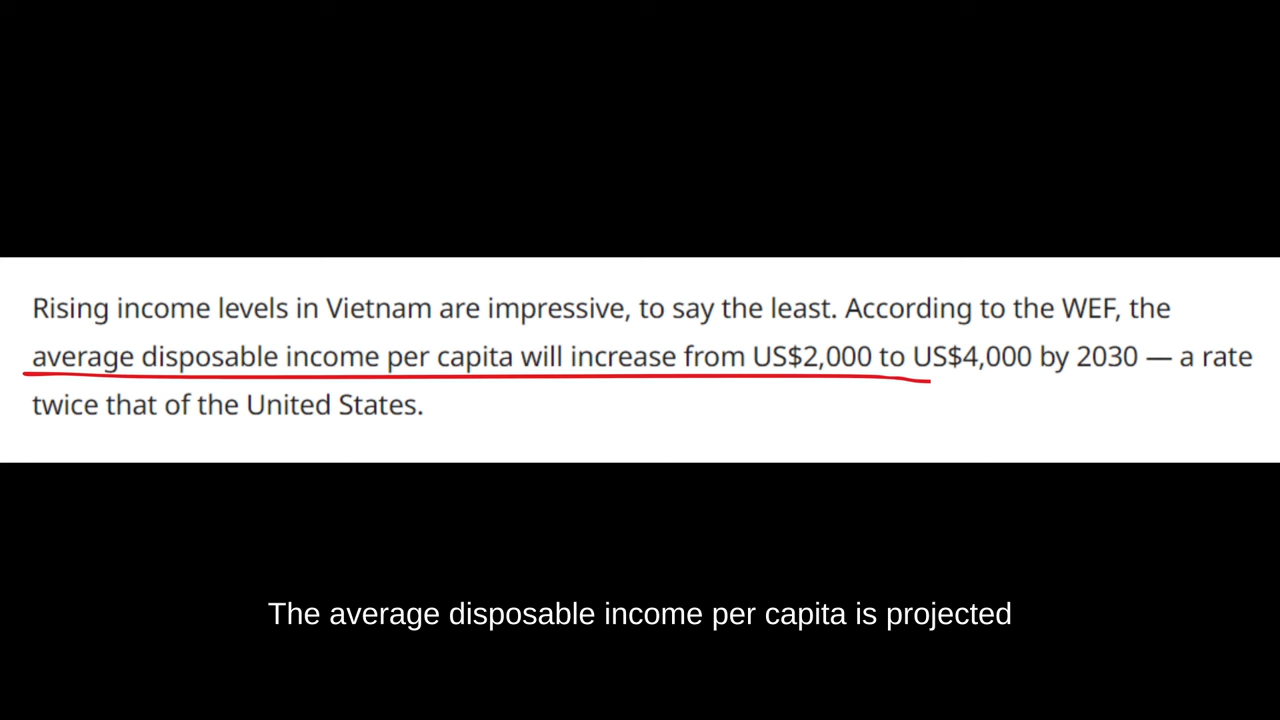 Rising income levels in Vietnam are impressive, to say the least. According to the WEF, the
average disposable income per capita will increase from US$2,000 to US$4,000 by 2030 — a rate
twice that of the United States.
The average disposable income per capita is projected